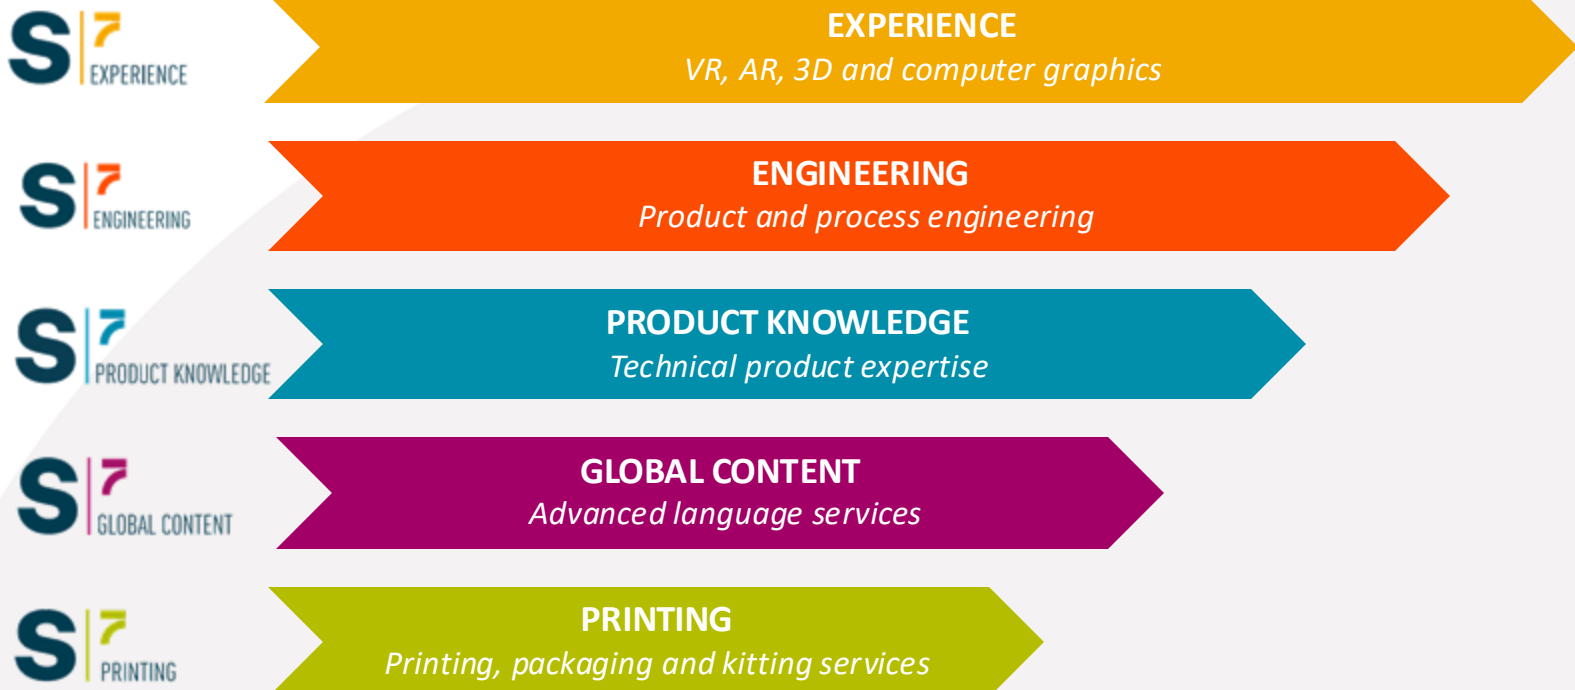 S 7
EXPERIENCE
EXPERIENCE
VR, AR, 3D and computer graphics
S 7
ENGINEERING
ENGINEERING
Product and process engineering
S 7
PRODUCT KNOWLEDGE
PRODUCT KNOWLEDGE
Technical product expertise
S 7
GLOBAL CONTENT
GLOBAL CONTENT
Advanced language services
S 7
PRINTING
PRINTING
Printing, packaging and kitting services